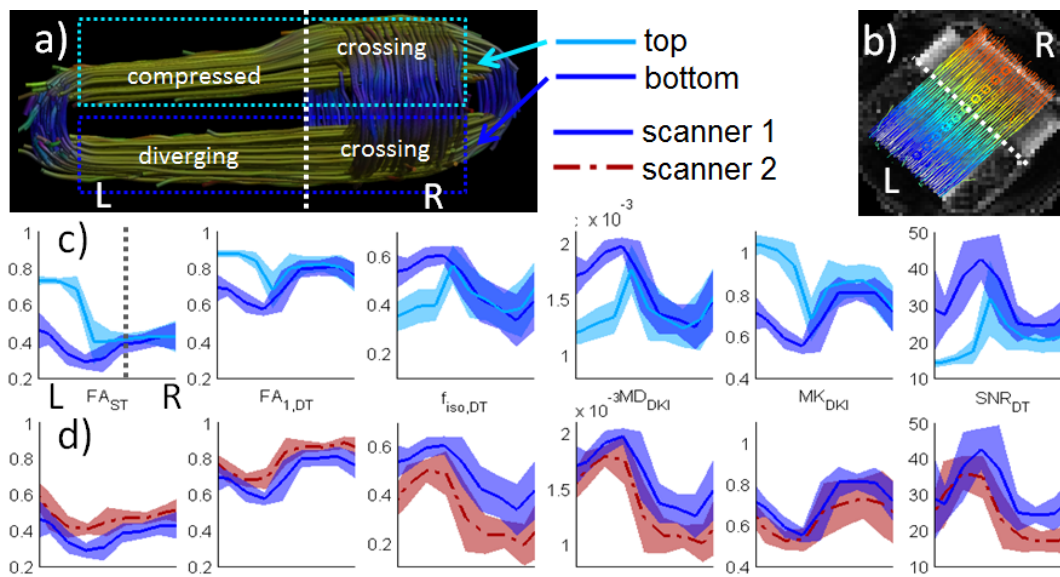 a)
crossing
compressed
diverging
crossing
L
R
top
bottom
scanner 1
scanner 2
b)
R
L
c)
: x 10⁻³
1
0.8
0.6
0.4
0.2
1
0.8
0.6
0.4
0.2
0.8
0.6
0.4
0.2
2
1.5
1
1
0.8
0.6
0.4
50
40
30
20
10
L R
FA_ST
FA_1,DT
f_iso,DT
MD_DKI
MK_DKI
SNR_DT
d)
x 10⁻³
1
0.8
0.6
0.4
0.2
1
0.8
0.6
0.4
0.2
0.6
0.4
0.2
2
1.5
1
1
0.8
0.6
0.4
50
40
30
20
10